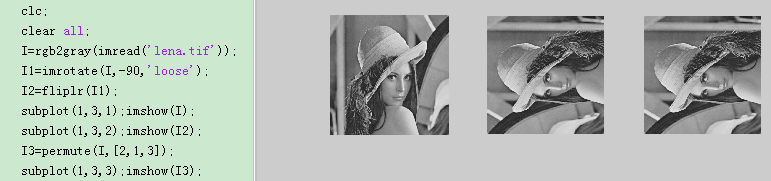 clc;
clear all;
I=rgb2gray(imread('lena.tif'));
I1=imrotate(I,-90,'loose');
I2=fliplr(I1);
subplot(1,3,1);imshow(I);
subplot(1,3,2);imshow(I2);
I3=permute(I,[2,1,3]);
subplot(1,3,3);imshow(I3);